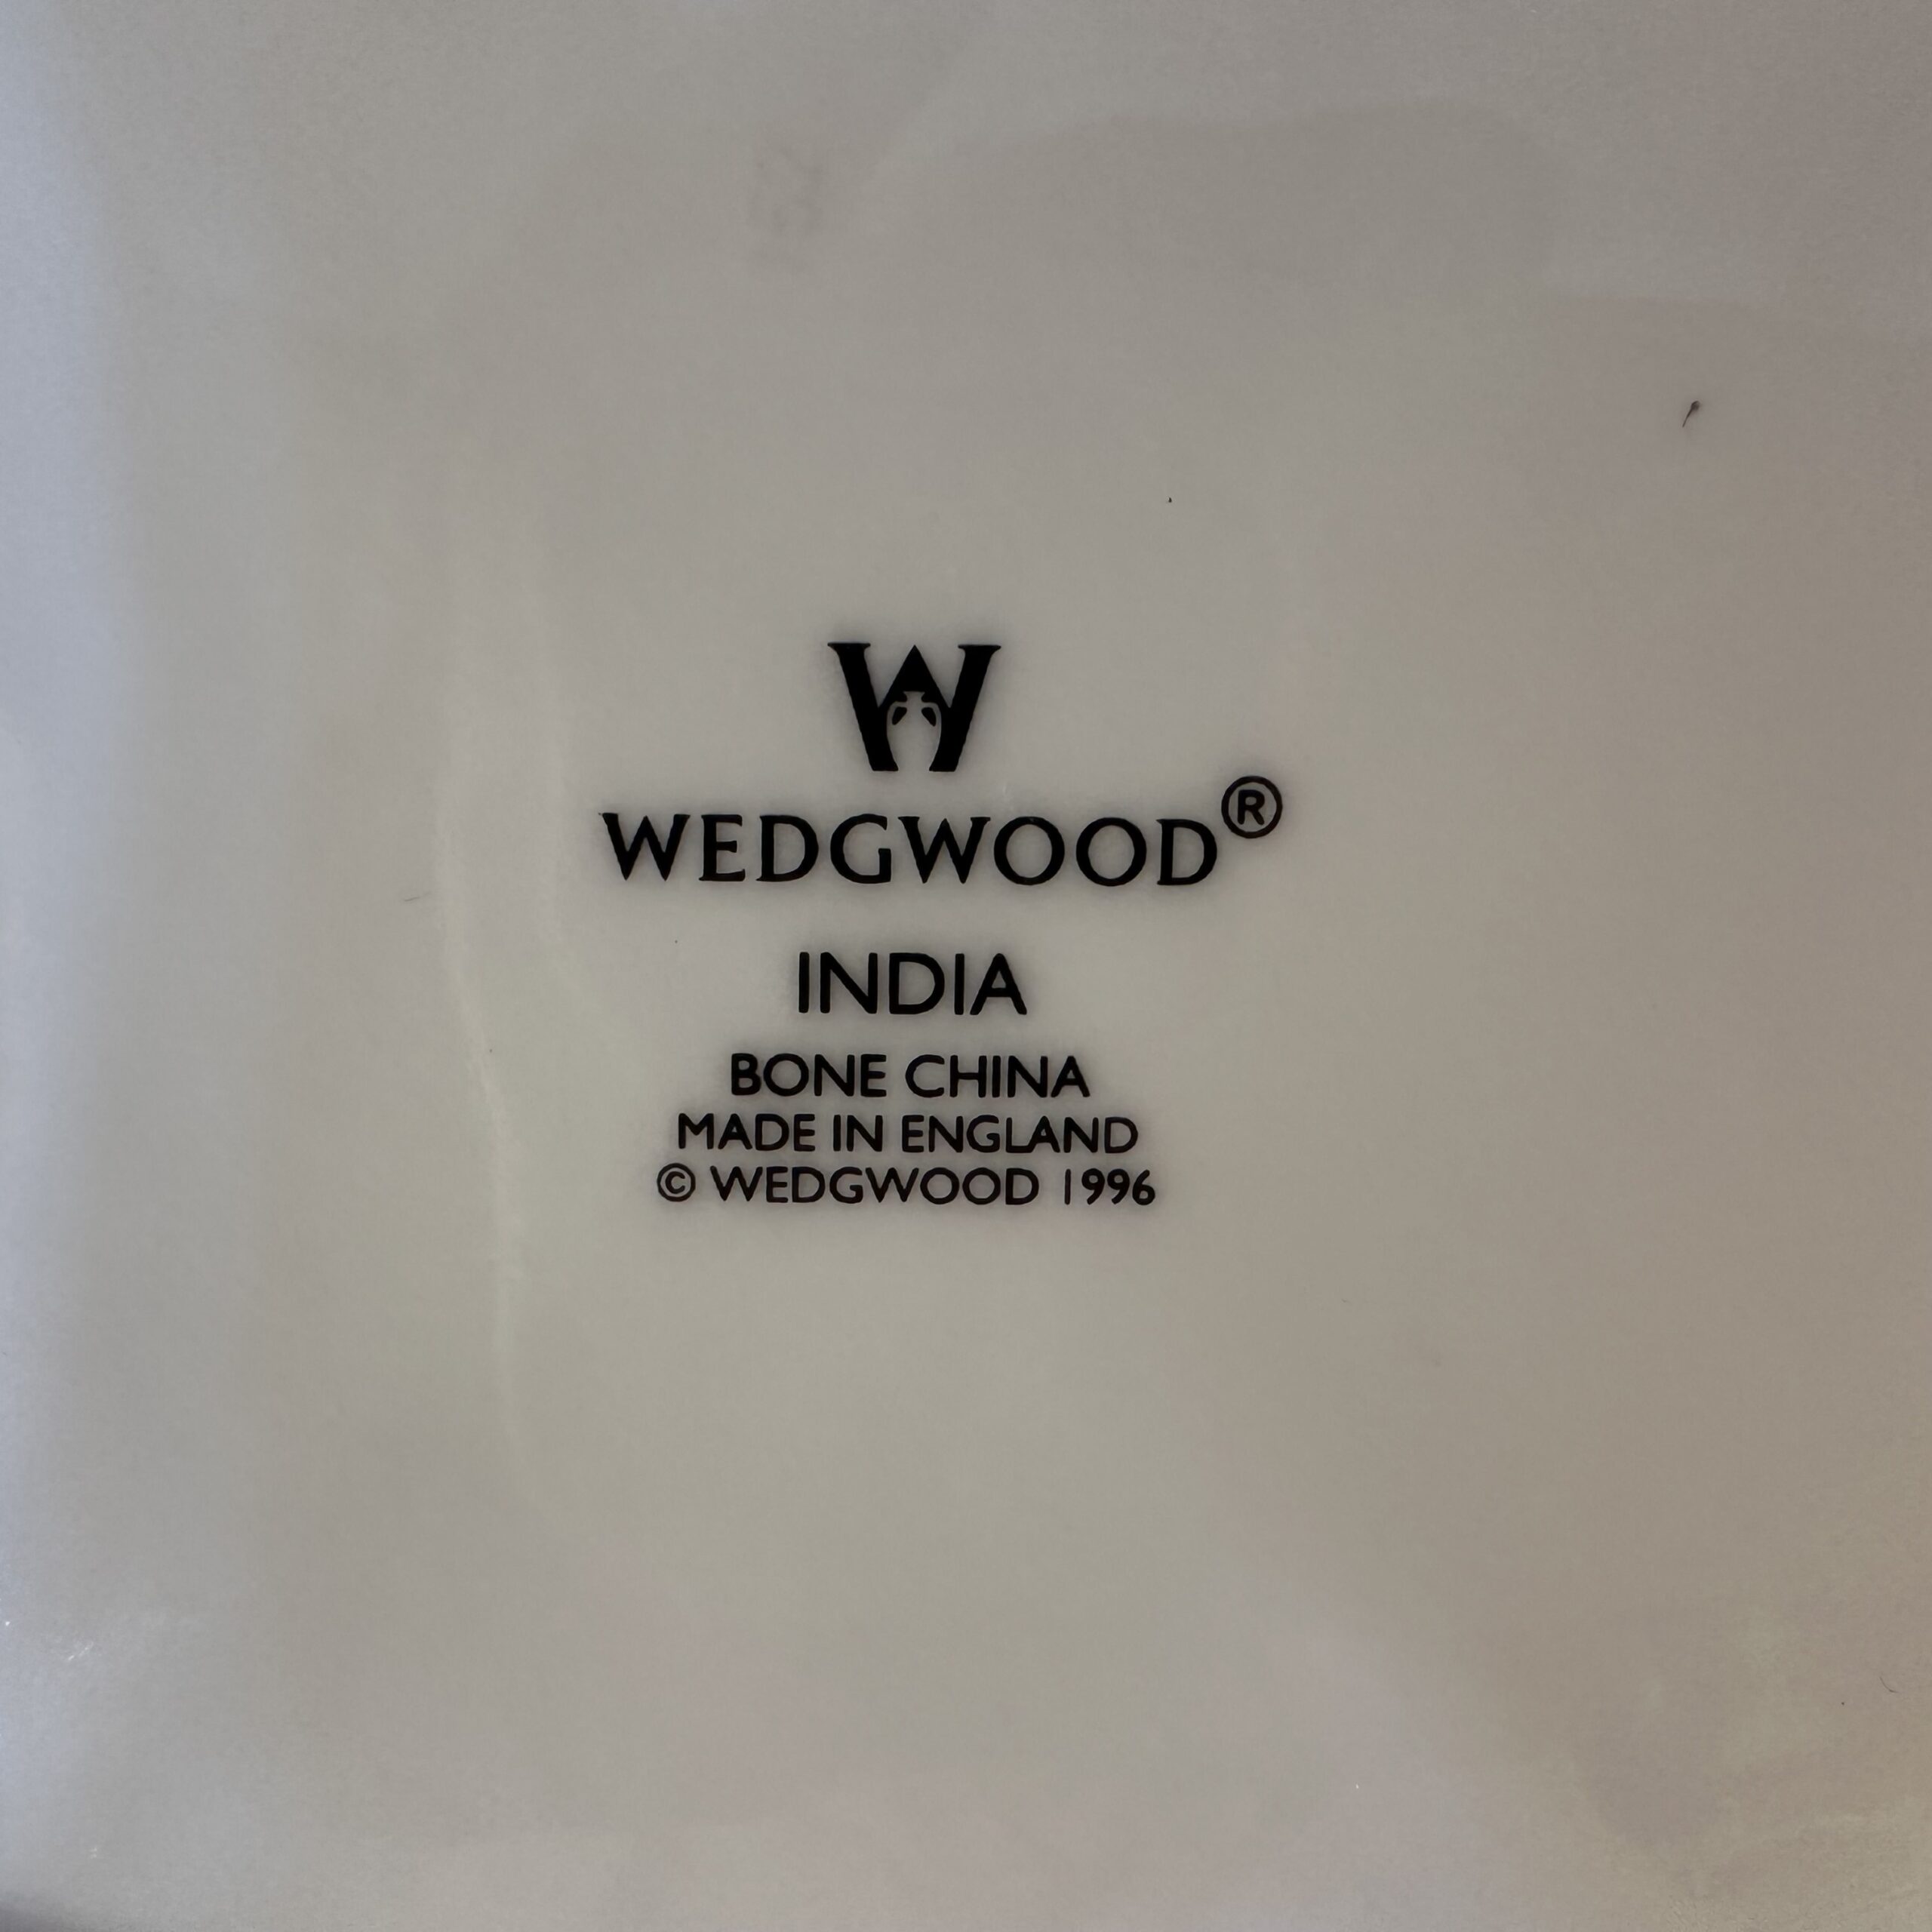 W
WEDGWOOD®
INDIA
BONE CHINA
MADE IN ENGLAND
© WEDGWOOD 1996